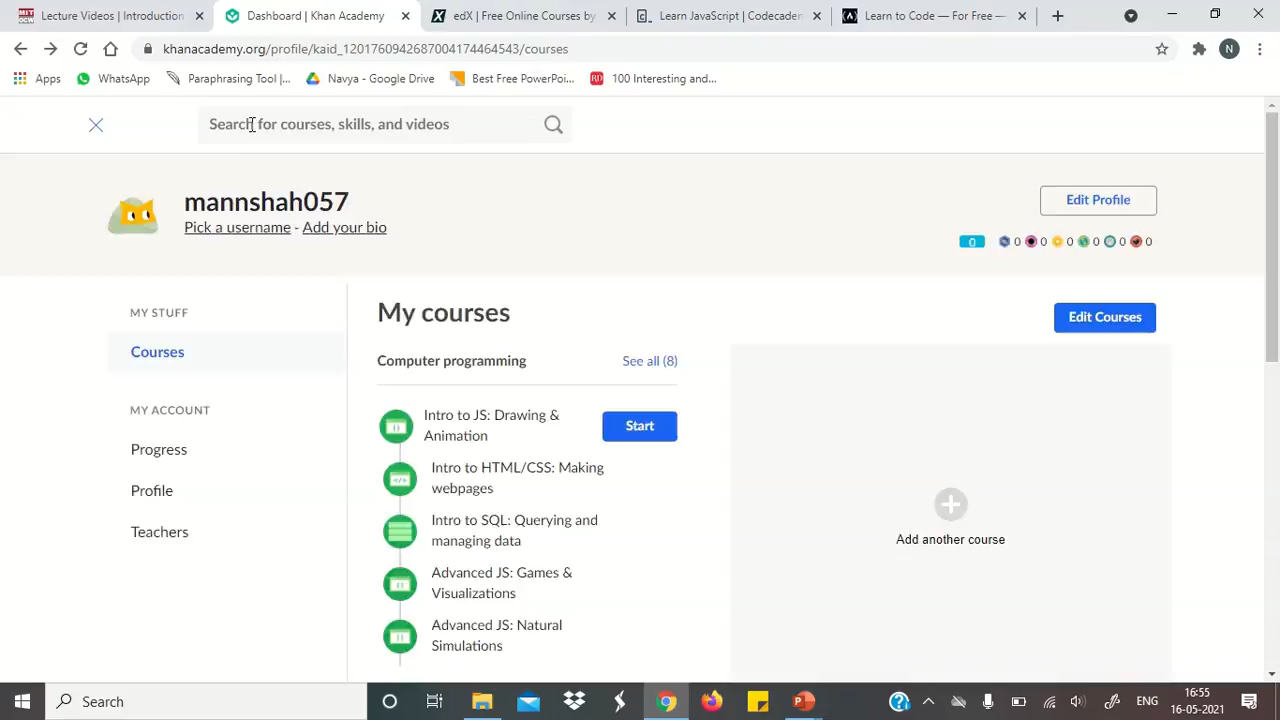 Lecture Videos | Introduction
Dashboard | Khan Academy
edX | Free Online Courses by
Learn JavaScript | Codecadem
Learn to Code — For Free —
khanacademy.org/profile/kaid_1201760942687004174464543/courses
N
Apps
WhatsApp
Paraphrasing Tool |...
Navya - Google Drive
Best Free PowerPoi...
100 Interesting and...
Search for courses, skills, and videos
mannshah057
Pick a username - Add your bio
Edit Profile
0 0 0 0 0 0 0
MY STUFF
Courses
MY ACCOUNT
Progress
Profile
Teachers
My courses
Edit Courses
Computer programming
See all (8)
Intro to JS: Drawing &
Animation
Start
Intro to HTML/CSS: Making
webpages
Intro to SQL: Querying and
managing data
Advanced JS: Games &
Visualizations
Advanced JS: Natural
Simulations
Add another course
Search
ENG
16:55
16-05-2021